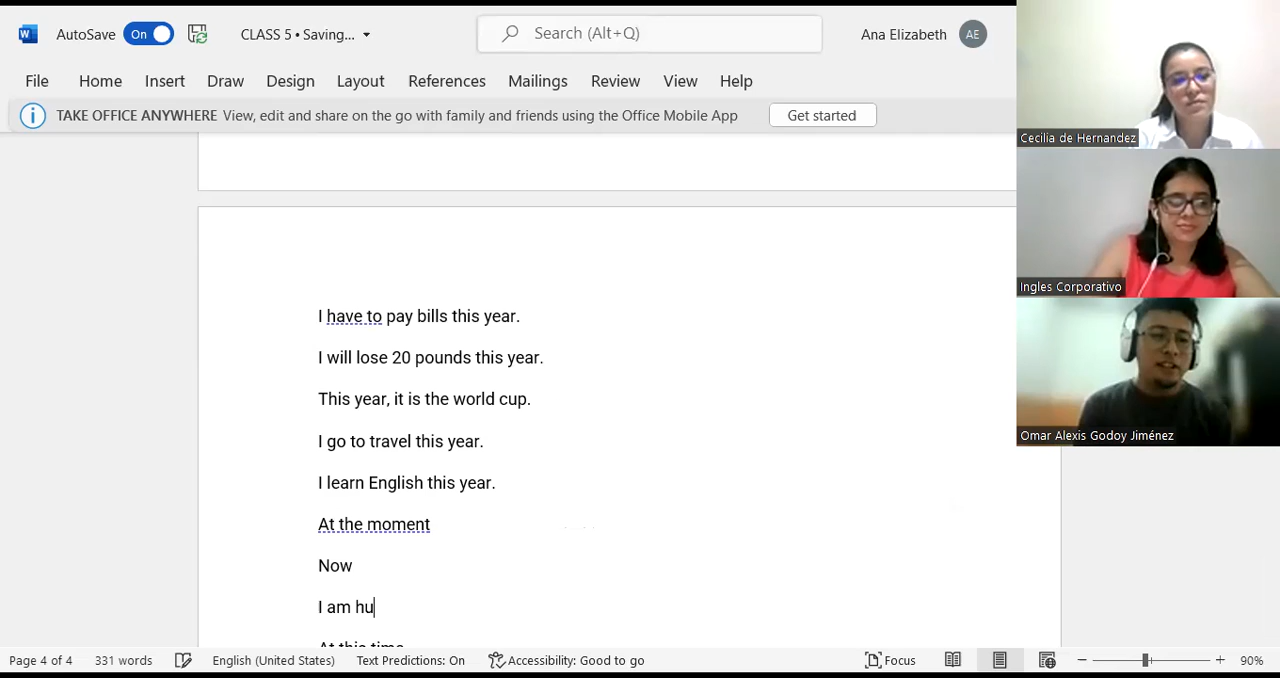 AutoSave On CLASS 5 • Saving... Search (Alt+Q) Ana Elizabeth AE
File Home Insert Draw Design Layout References Mailings Review View Help
TAKE OFFICE ANYWHERE View, edit and share on the go with family and friends using the Office Mobile App Get started
Cecilia de Hernandez
Ingles Corporativo
Omar Alexis Godoy Jiménez
I have to pay bills this year.
I will lose 20 pounds this year.
This year, it is the world cup.
I go to travel this year.
I learn English this year.
At the moment
Now
I am hu
At this time
Page 4 of 4 331 words English (United States) Text Predictions: On Accessibility: Good to go Focus 90%